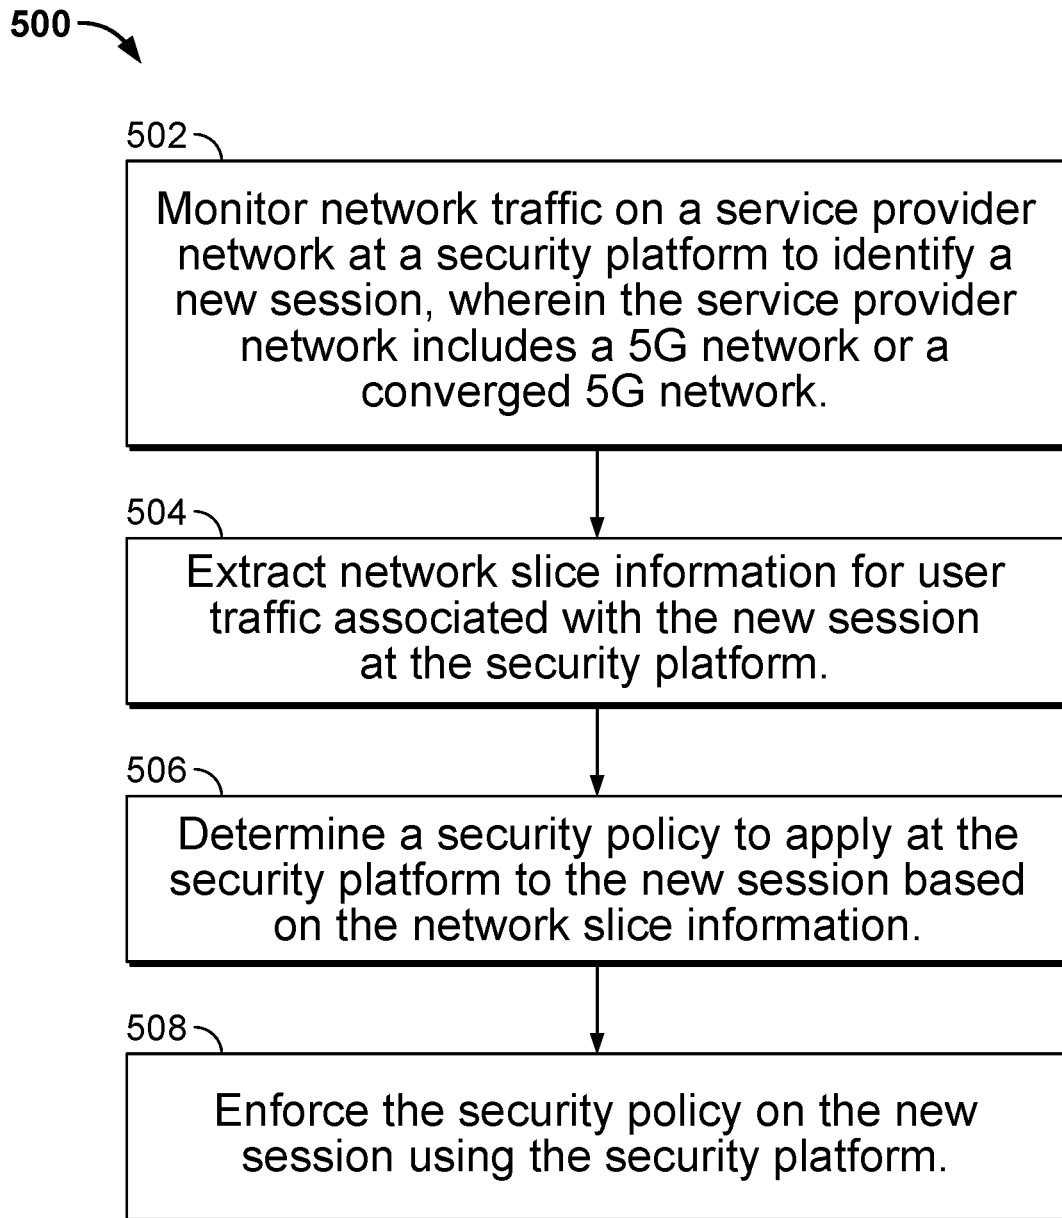 500
502
Monitor network traffic on a service provider
network at a security platform to identify a
new session, wherein the service provider
network includes a 5G network or a
converged 5G network.
504
Extract network slice information for user
traffic associated with the new session
at the security platform.
506
Determine a security policy to apply at the
security platform to the new session based
on the network slice information.
508
Enforce the security policy on the new
session using the security platform.